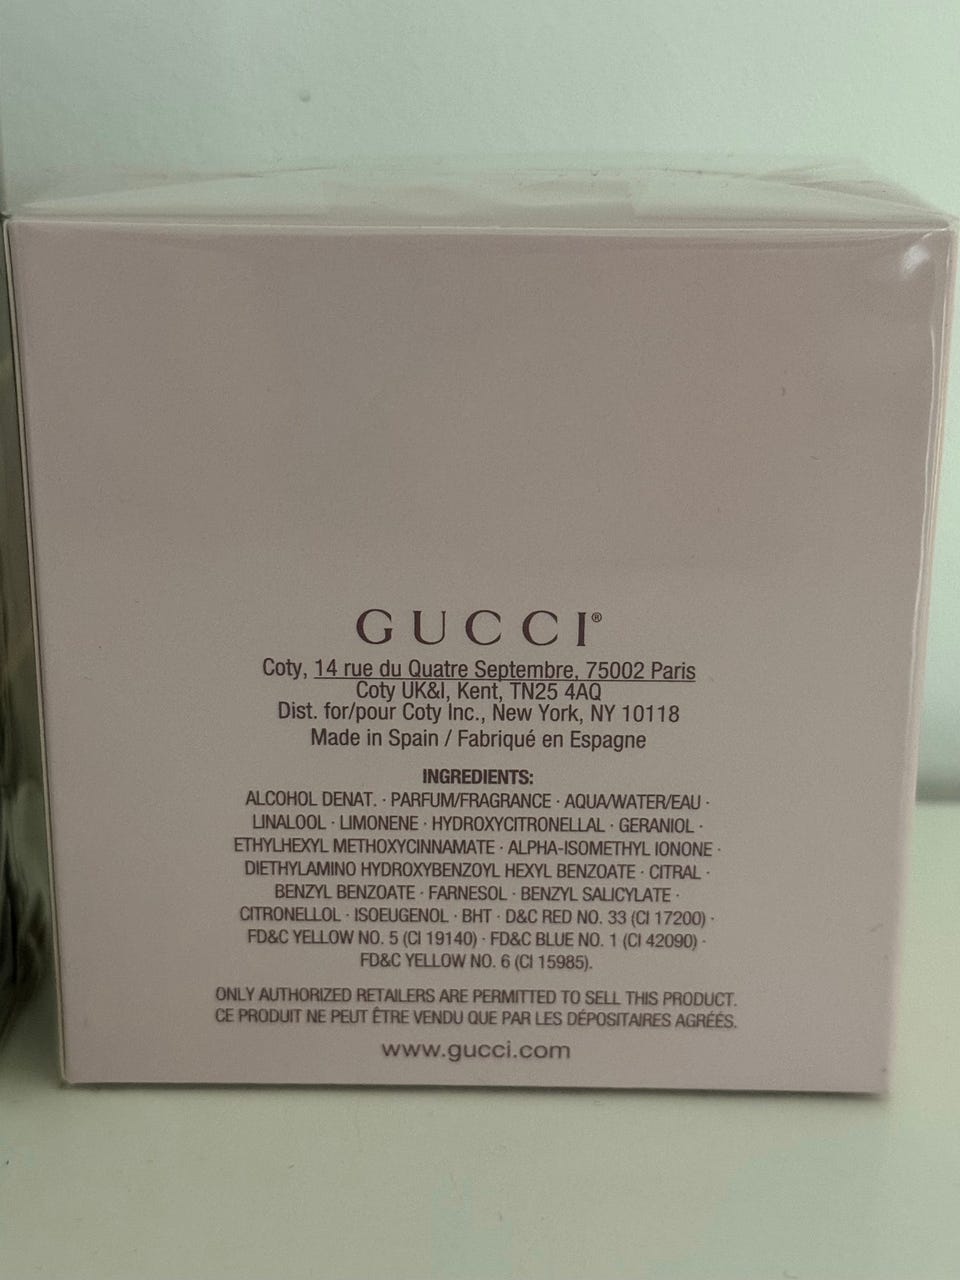 GUCCI®
Coty, 14 rue du Quatre Septembre, 75002 Paris
Coty UK&I, Kent, TN25 4AQ
Dist. for/pour Coty Inc., New York, NY 10118
Made in Spain / Fabriqué en Espagne
INGREDIENTS:
ALCOHOL DENAT. · PARFUM/FRAGRANCE · AQUA/WATER/EAU ·
LINALOOL · LIMONENE · HYDROXYCITRONELLAL · GERANIOL ·
ETHYLHEXYL METHOXYCINNAMATE · ALPHA-ISOMETHYL IONONE ·
DIETHYLAMINO HYDROXYBENZOYL HEXYL BENZOATE · CITRAL ·
BENZYL BENZOATE · FARNESOL · BENZYL SALICYLATE ·
CITRONELLOL · ISOEUGENOL · BHT · D&C RED NO. 33 (CI 17200) ·
FD&C YELLOW NO. 5 (CI 19140) · FD&C BLUE NO. 1 (CI 42090) ·
FD&C YELLOW NO. 6 (CI 15985).
ONLY AUTHORIZED RETAILERS ARE PERMITTED TO SELL THIS PRODUCT.
CE PRODUIT NE PEUT ÊTRE VENDU QUE PAR LES DÉPOSITAIRES AGRÉÉS.
www.gucci.com